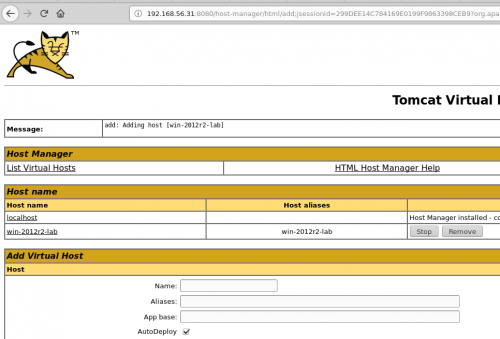 192.168.56.31:8080/host-manager/html/add;jsessionid=299DEE14C784169E0199F9863398CEB9?org.apa
TM
Tomcat Virtual
Message: add: Adding host [win-2012r2-lab]
Host Manager
List Virtual Hosts HTML Host Manager Help
Host name
Host name Host aliases
localhost Host Manager installed - co
win-2012r2-lab win-2012r2-lab Stop Remove
Add Virtual Host
Host
Name:
Aliases:
App base:
AutoDeploy